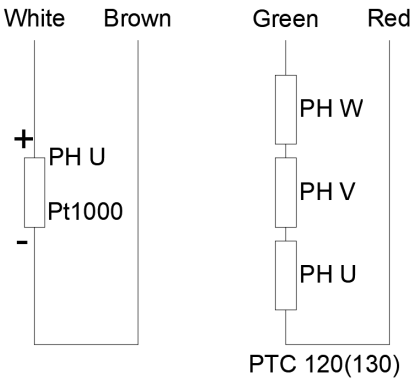 White Brown Green Red
+
PH U
Pt1000
-
PH W
PH V
PH U
PTC 120(130)